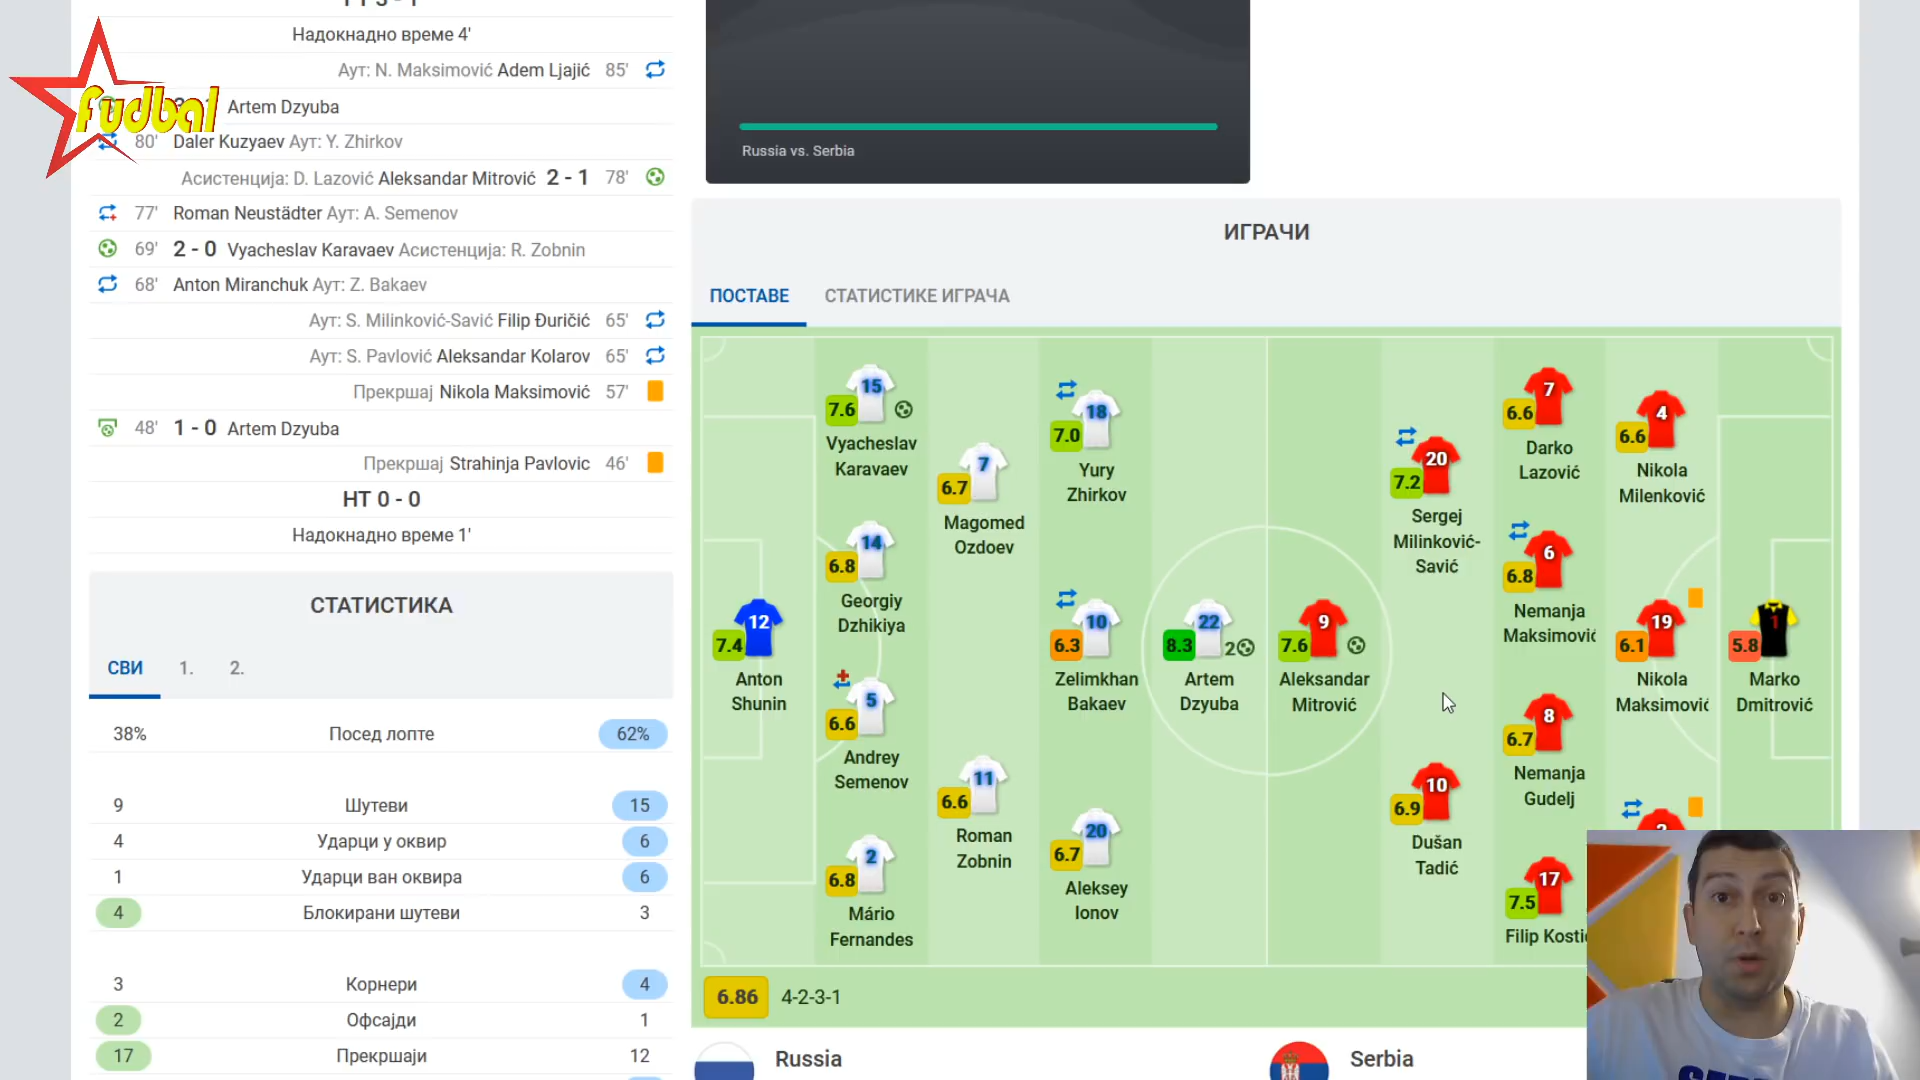 Надокнадно време 4'
Аут: N. Maksimović Adem Ljajić 85'
fudbal
Artem Dzyuba
80' Daler Kuzyaev Аут: Y. Zhirkov
Асистенција: D. Lazović Aleksandar Mitrović 2 - 1 78'
77' Roman Neustädter Аут: A. Semenov
69' 2 - 0 Vyacheslav Karavaev Асистенција: R. Zobnin
68' Anton Miranchuk Аут: Z. Bakaev
Аут: S. Milinković-Savić Filip Đuričić 65'
Аут: S. Pavlović Aleksandar Kolarov 65'
Прекршај Nikola Maksimović 57'
48' 1 - 0 Artem Dzyuba
Прекршај Strahinja Pavlovic 46'
HT 0 - 0
Надокнадно време 1'
СТАТИСТИКА
СВИ 1. 2.
38% Посед лопте 62%
9 Шутеви 15
4 Ударци у оквир 6
1 Ударци ван оквира 6
4 Блокирани шутеви 3
3 Корнери 4
2 Офсајди 1
17 Прекршаји 12
Russia vs. Serbia
ИГРАЧИ
ПОСТАВЕ СТАТИСТИКЕ ИГРАЧА
12
7.4
Anton
Shunin
15
7.6
Vyacheslav
Karavaev
14
6.8
Georgiy
Dzhikiya
5
6.6
Andrey
Semenov
2
6.8
Mário
Fernandes
7
6.7
Magomed
Ozdoev
11
6.6
Roman
Zobnin
18
7.0
Yury
Zhirkov
10
6.3
Zelimkhan
Bakaev
20
6.7
Aleksey
Ionov
22
8.3 2
Artem
Dzyuba
9
7.6
Aleksandar
Mitrović
20
7.2
Sergej
Milinković-
Savić
10
6.9
Dušan
Tadić
7
6.6
Darko
Lazović
6
6.8
Nemanja
Maksimović
8
6.7
Nemanja
Gudelj
17
7.5
Filip Kostić
4
6.6
Nikola
Milenković
19
6.1
Nikola
Maksimović
1
5.8
Marko
Dmitrović
6.86 4-2-3-1
Russia
Serbia